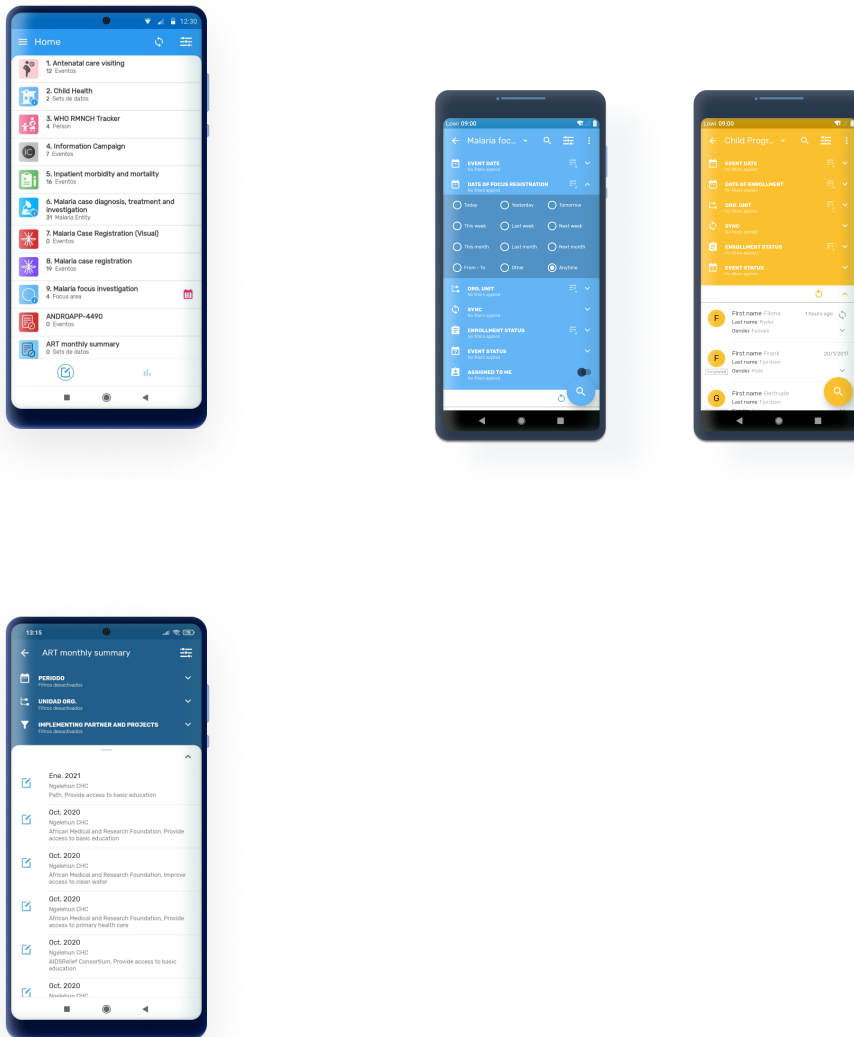 12:30
Home
1. Antenatal care visiting
12 Eventos
2. Child Health
2 Sets de datos
3. WHO RMNCH Tracker
4 Person
4. Information Campaign
7 Eventos
5. Inpatient morbidity and mortality
16 Eventos
6. Malaria case diagnosis, treatment and
investigation
31 Malaria Entity
7. Malaria Case Registration (Visual)
0 Eventos
8. Malaria case registration
19 Eventos
9. Malaria focus investigation
4 Focus area
ANDROAPP-4490
0 Eventos
ART monthly summary
0 Sets de datos
Lowi 09:00
Malaria foc...
EVENT DATE
No filters applied
DATE OF FOCUS REGISTRATION
No filters applied
Today
Yesterday
Tomorrow
This week
Last week
Next week
This month
Last month
Next month
From - To
Other
Anytime
ORG. UNIT
No filters applied
SYNC
No filters applied
ENROLLMENT STATUS
No filters applied
EVENT STATUS
No filters applied
ASSIGNED TO ME
No filters applied
Lowi 09:00
Child Progr...
EVENT DATE
No filters applied
DATE OF ENROLLMENT
No filters applied
ORG. UNIT
No filters applied
SYNC
No filters applied
ENROLLMENT STATUS
No filters applied
EVENT STATUS
No filters applied
F
First name Filona
1 hours ago
Last name Ryder
Gender Female
F
First name Frank
Last name Fjordsen
Completed
Gender Male
G
First name Gertrude
Last name Fjordsen
13:15
ART monthly summary
PERIODO
Filtros desactivados
UNIDAD ORG.
Filtros desactivados
IMPLEMENTING PARTNER AND PROJECTS
Filtros desactivados
Ene. 2021
Ngelehun CHC
Path, Provide access to basic education
Oct. 2020
Ngelehun CHC
African Medical and Research Foundation, Provide
access to basic education
Oct. 2020
Ngelehun CHC
African Medical and Research Foundation, Improve
access to clean water
Oct. 2020
Ngelehun CHC
African Medical and Research Foundation, Provide
access to primary health care
Oct. 2020
Ngelehun CHC
AIDSRelief Consortium, Provide access to basic
education
Oct. 2020
Ngelehun CHC